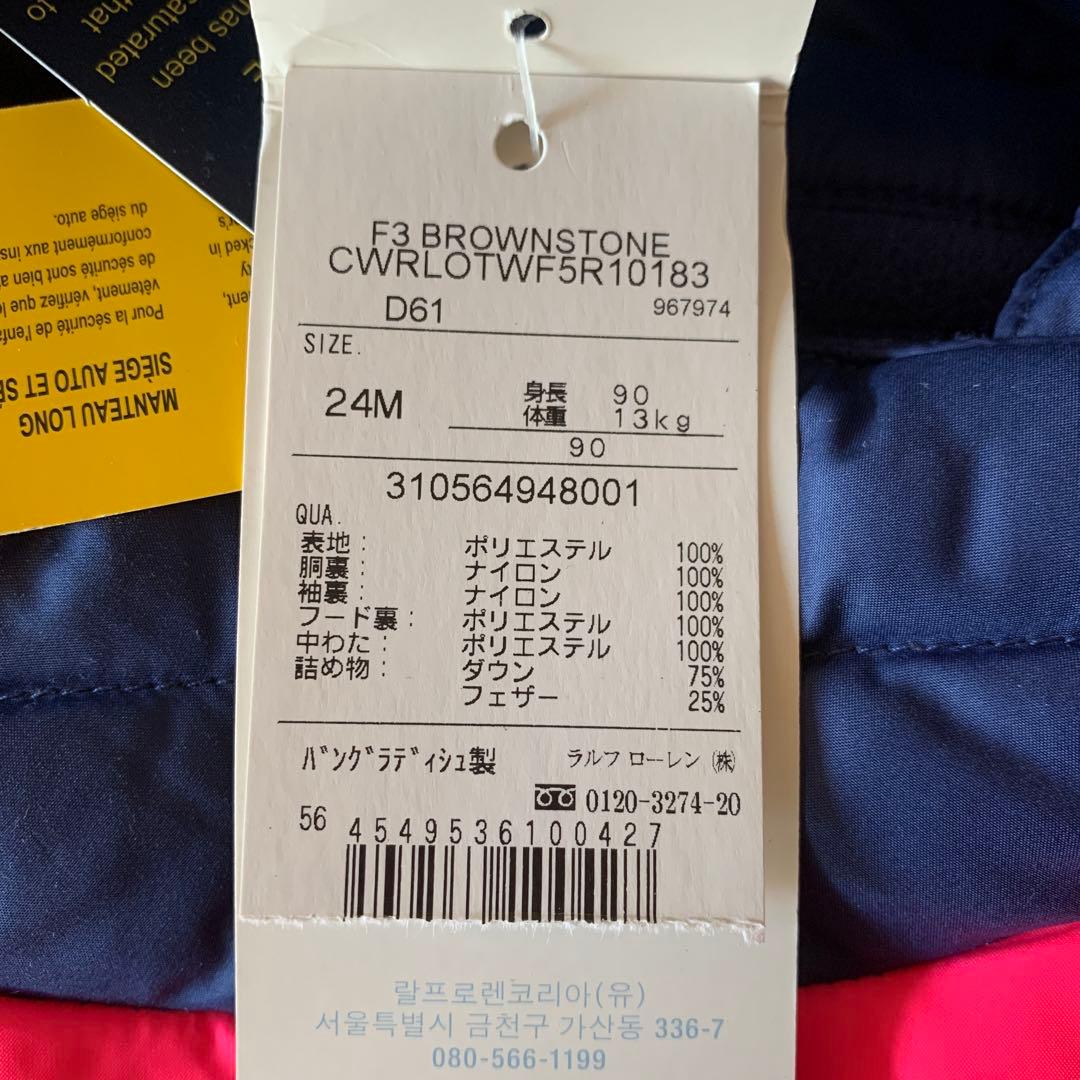 has been
saturated
that
to
du siège auto.
conformément aux ins
de sécurité sont bien a
vêtement, vérifiez que le
Pour la sécurité de l'enfa
SIÈGE AUTO ET SÉ
MANTEAU LONG
F3 BROWNSTONE
CWRLOTWF5R10183
D61 967974
SIZE.
24M 身長 90
体重 13kg
90
310564948001
QUA.
表地: ポリエステル 100%
胴裏: ナイロン 100%
袖裏: ナイロン 100%
フード裏: ポリエステル 100%
中わた: ポリエステル 100%
詰め物: ダウン 75%
フェザー 25%
バングラディシュ製 ラルフ ローレン ㈱
0120-3274-20
56 4549536100427
랄프로렌코리아(유)
서울특별시 금천구 가산동 336-7
080-566-1199